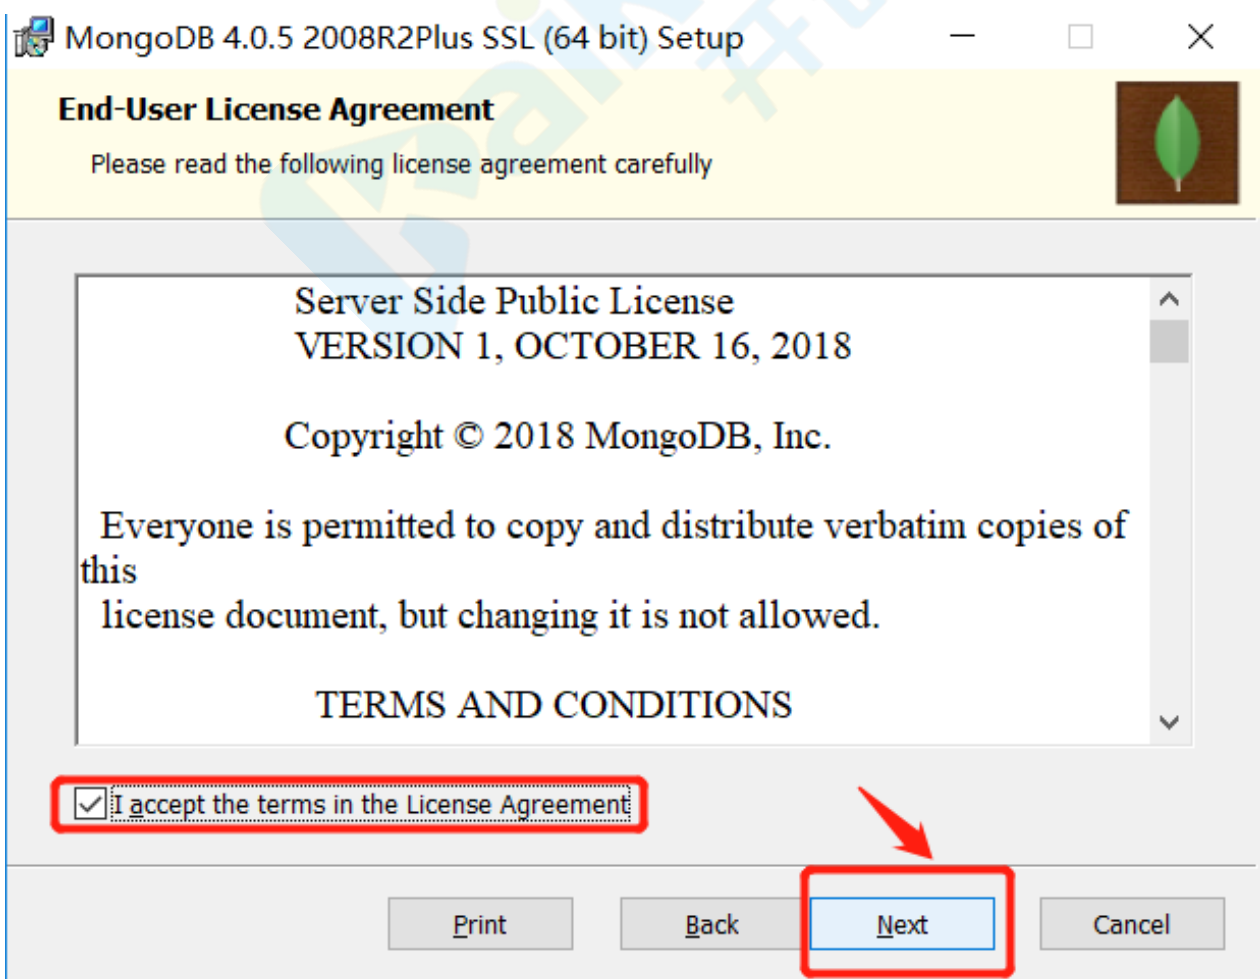 MongoDB 4.0.5 2008R2Plus SSL (64 bit) Setup
End-User License Agreement
Please read the following license agreement carefully
Server Side Public License
VERSION 1, OCTOBER 16, 2018
Copyright © 2018 MongoDB, Inc.
Everyone is permitted to copy and distribute verbatim copies of
this
license document, but changing it is not allowed.
TERMS AND CONDITIONS
I accept the terms in the License Agreement
Print
Back
Next
Cancel